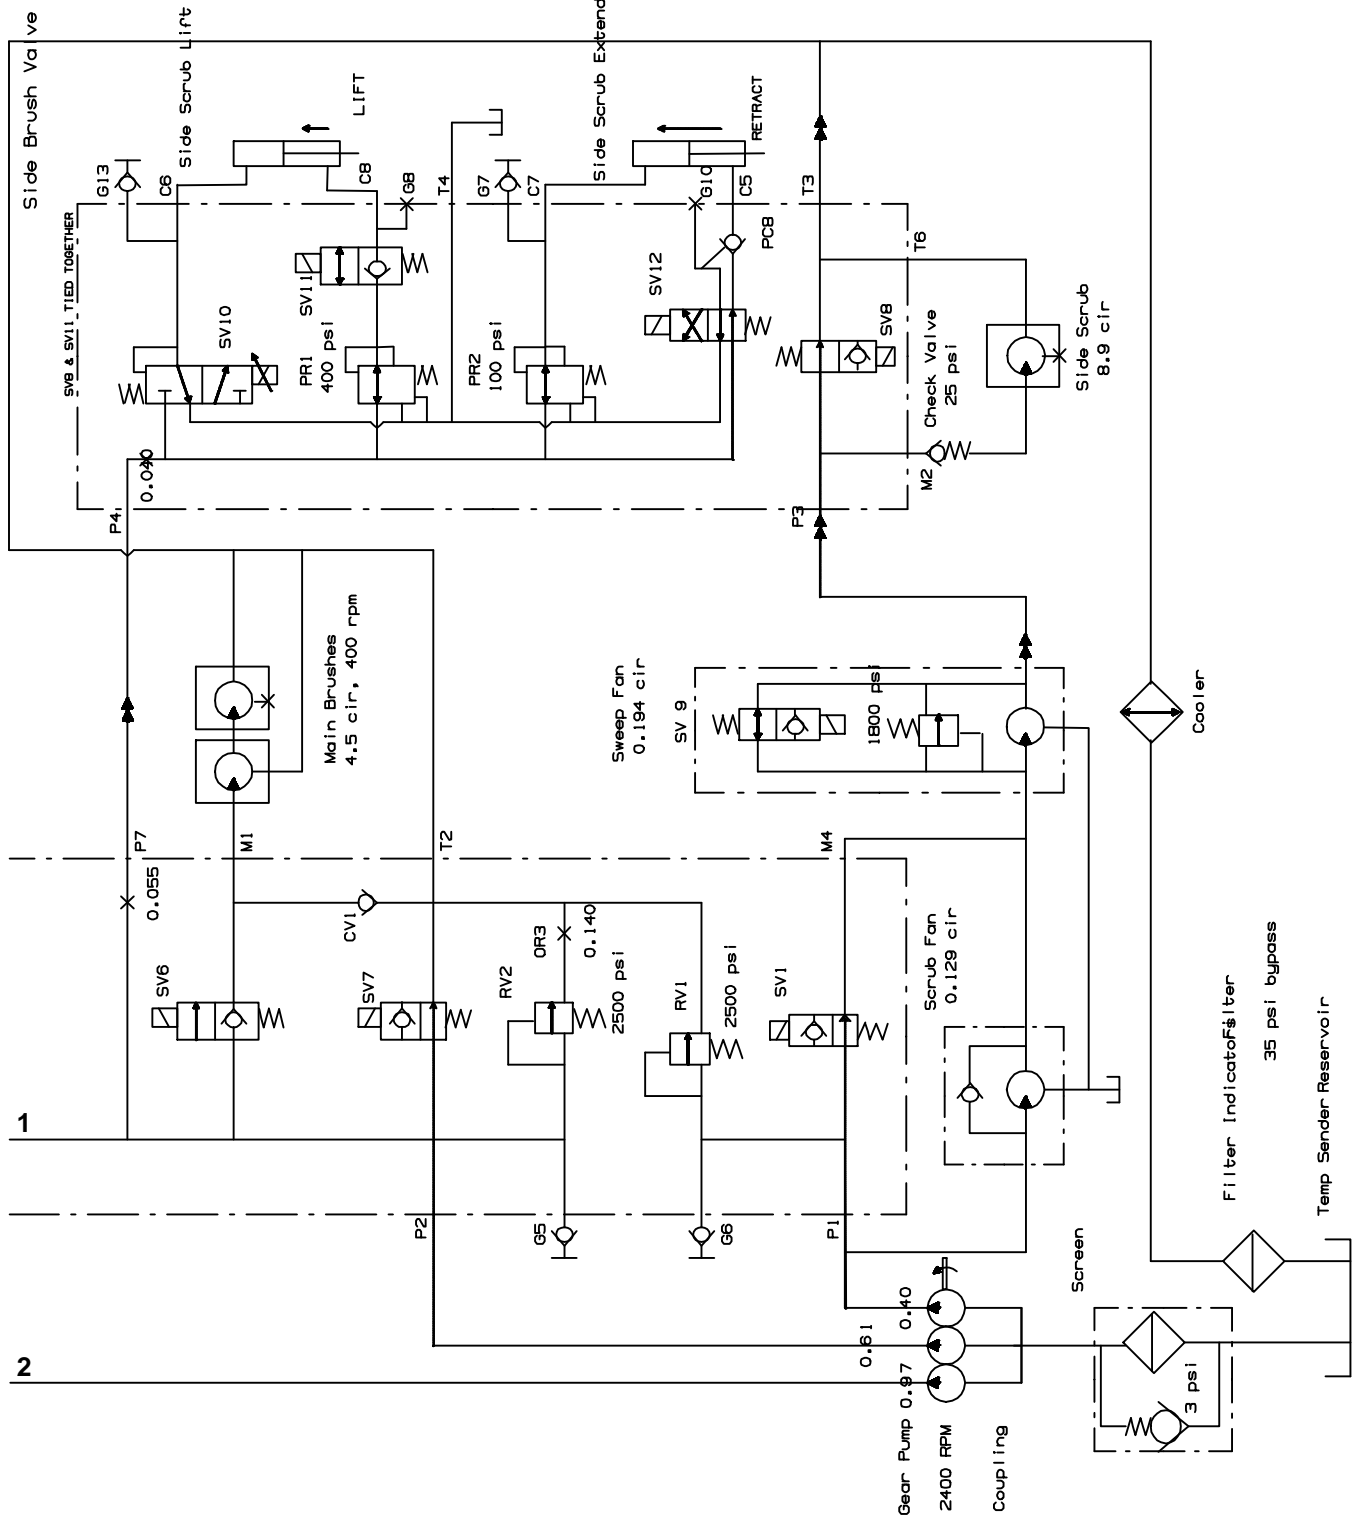 Side Brush Valve
Side Scrub Lift
Side Scrub Extend
LIFT
RETRACT
G13
C6
C8
G8
T4
G7
C7
G10
C5
T3
SV8 & SV11 TIED TOGETHER
SV11
SV12
PC8
T6
SV10
PR1
400 psi
PR2
100 psi
SV8
Check Valve
25 psi
Side Scrub
8.9 cir
0.040
M2
P4
P3
Main Brushes
4.5 cir, 400 rpm
Sweep Fan
0.194 cir
SV 9
1800 psi
Cooler
P7
M1
T2
M4
0.055
CV1
OR3
0.140
SV6
SV7
RV2
2500 psi
RV1
2500 psi
SV1
Scrub Fan
0.129 cir
1
P2
G5
G6
P1
Filter Indicator
Filter
35 psi bypass
Temp Sender
Reservoir
Screen
0.40
0.61
2
Gear Pump 0.97
2400 RPM
Coupling
3 psi